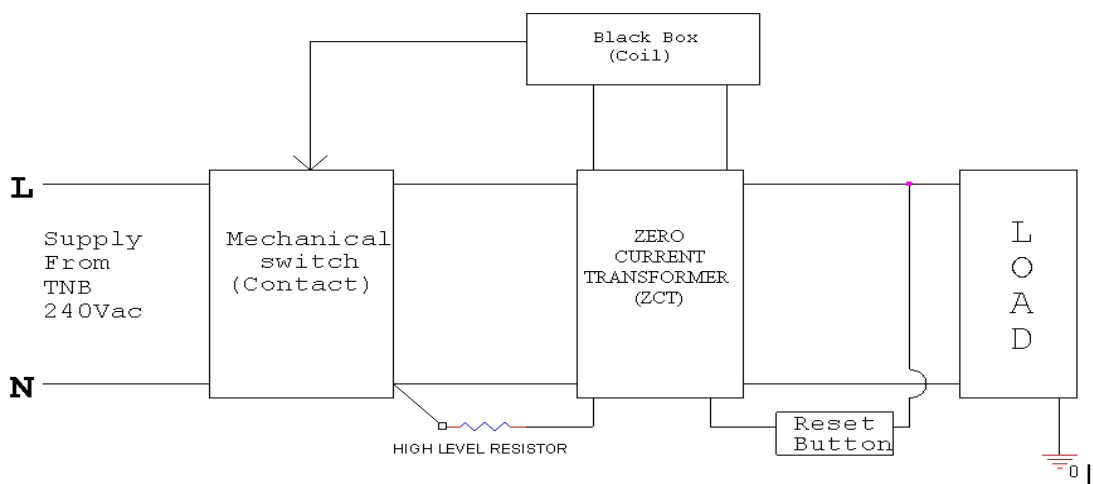 Black Box
(Coil)
L
Supply
From
TNB
240Vac
N
Mechanical
switch
(Contact)
ZERO
CURRENT
TRANSFORMER
(ZCT)
L
O
A
D
HIGH LEVEL RESISTOR
Reset
Button
0